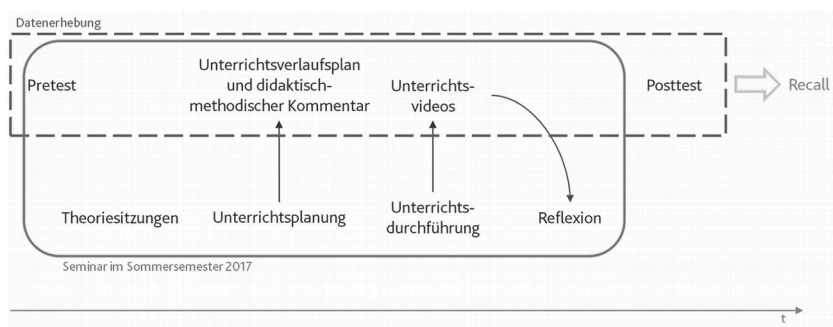 Datenerhebung
Pretest
Unterrichtsverlaufsplan
und didaktisch-
methodischer Kommentar
Unterrichts-
videos
Posttest
Recall
Theoriesitzungen
Unterrichtsplanung
Unterrichts-
durchführung
Reflexion
Seminar im Sommersemester 2017
t